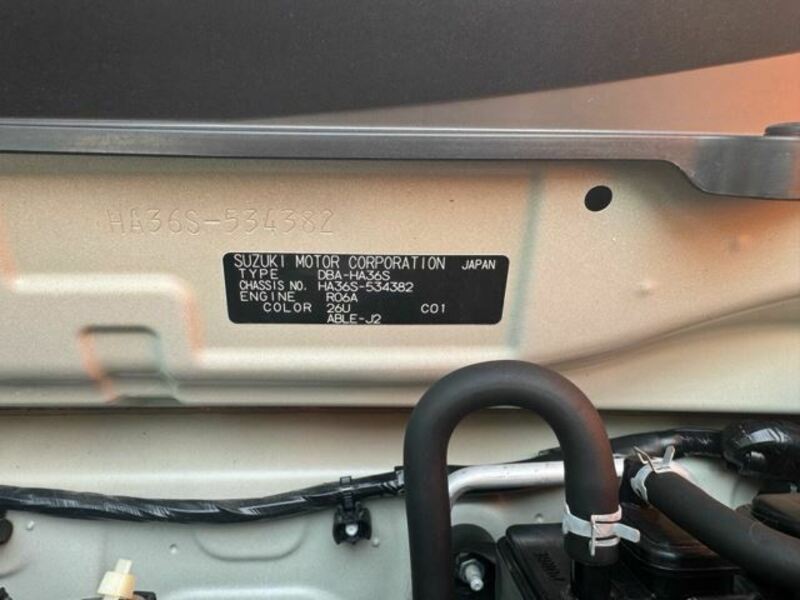 HA36S-534382
SUZUKI MOTOR CORPORATION JAPAN
TYPE DBA-HA36S
CHASSIS NO. HA36S-534382
ENGINE R06A
COLOR 26U C01
ABLE-J2